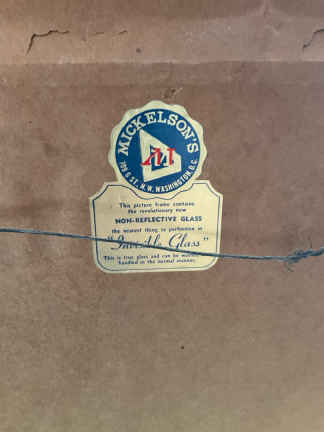 MICKELSON'S
M
709 G ST. N.W. WASHINGTON, D.C.
This picture frame contains
the revolutionary new
NON-REFLECTIVE GLASS
the nearest thing to perfection in
"Invisible Glass"
This is true glass and can be
handled in the normal manner.